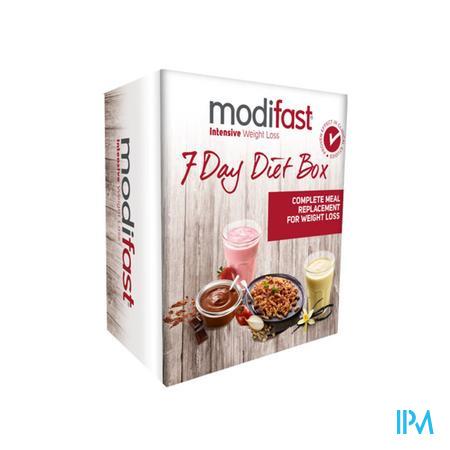 modifast
Intensive Weight Loss
7 Day Diet Box
COMPLETE MEAL
REPLACEMENT
FOR WEIGHT LOSS
modifast
Intensive Weight Loss
IPM